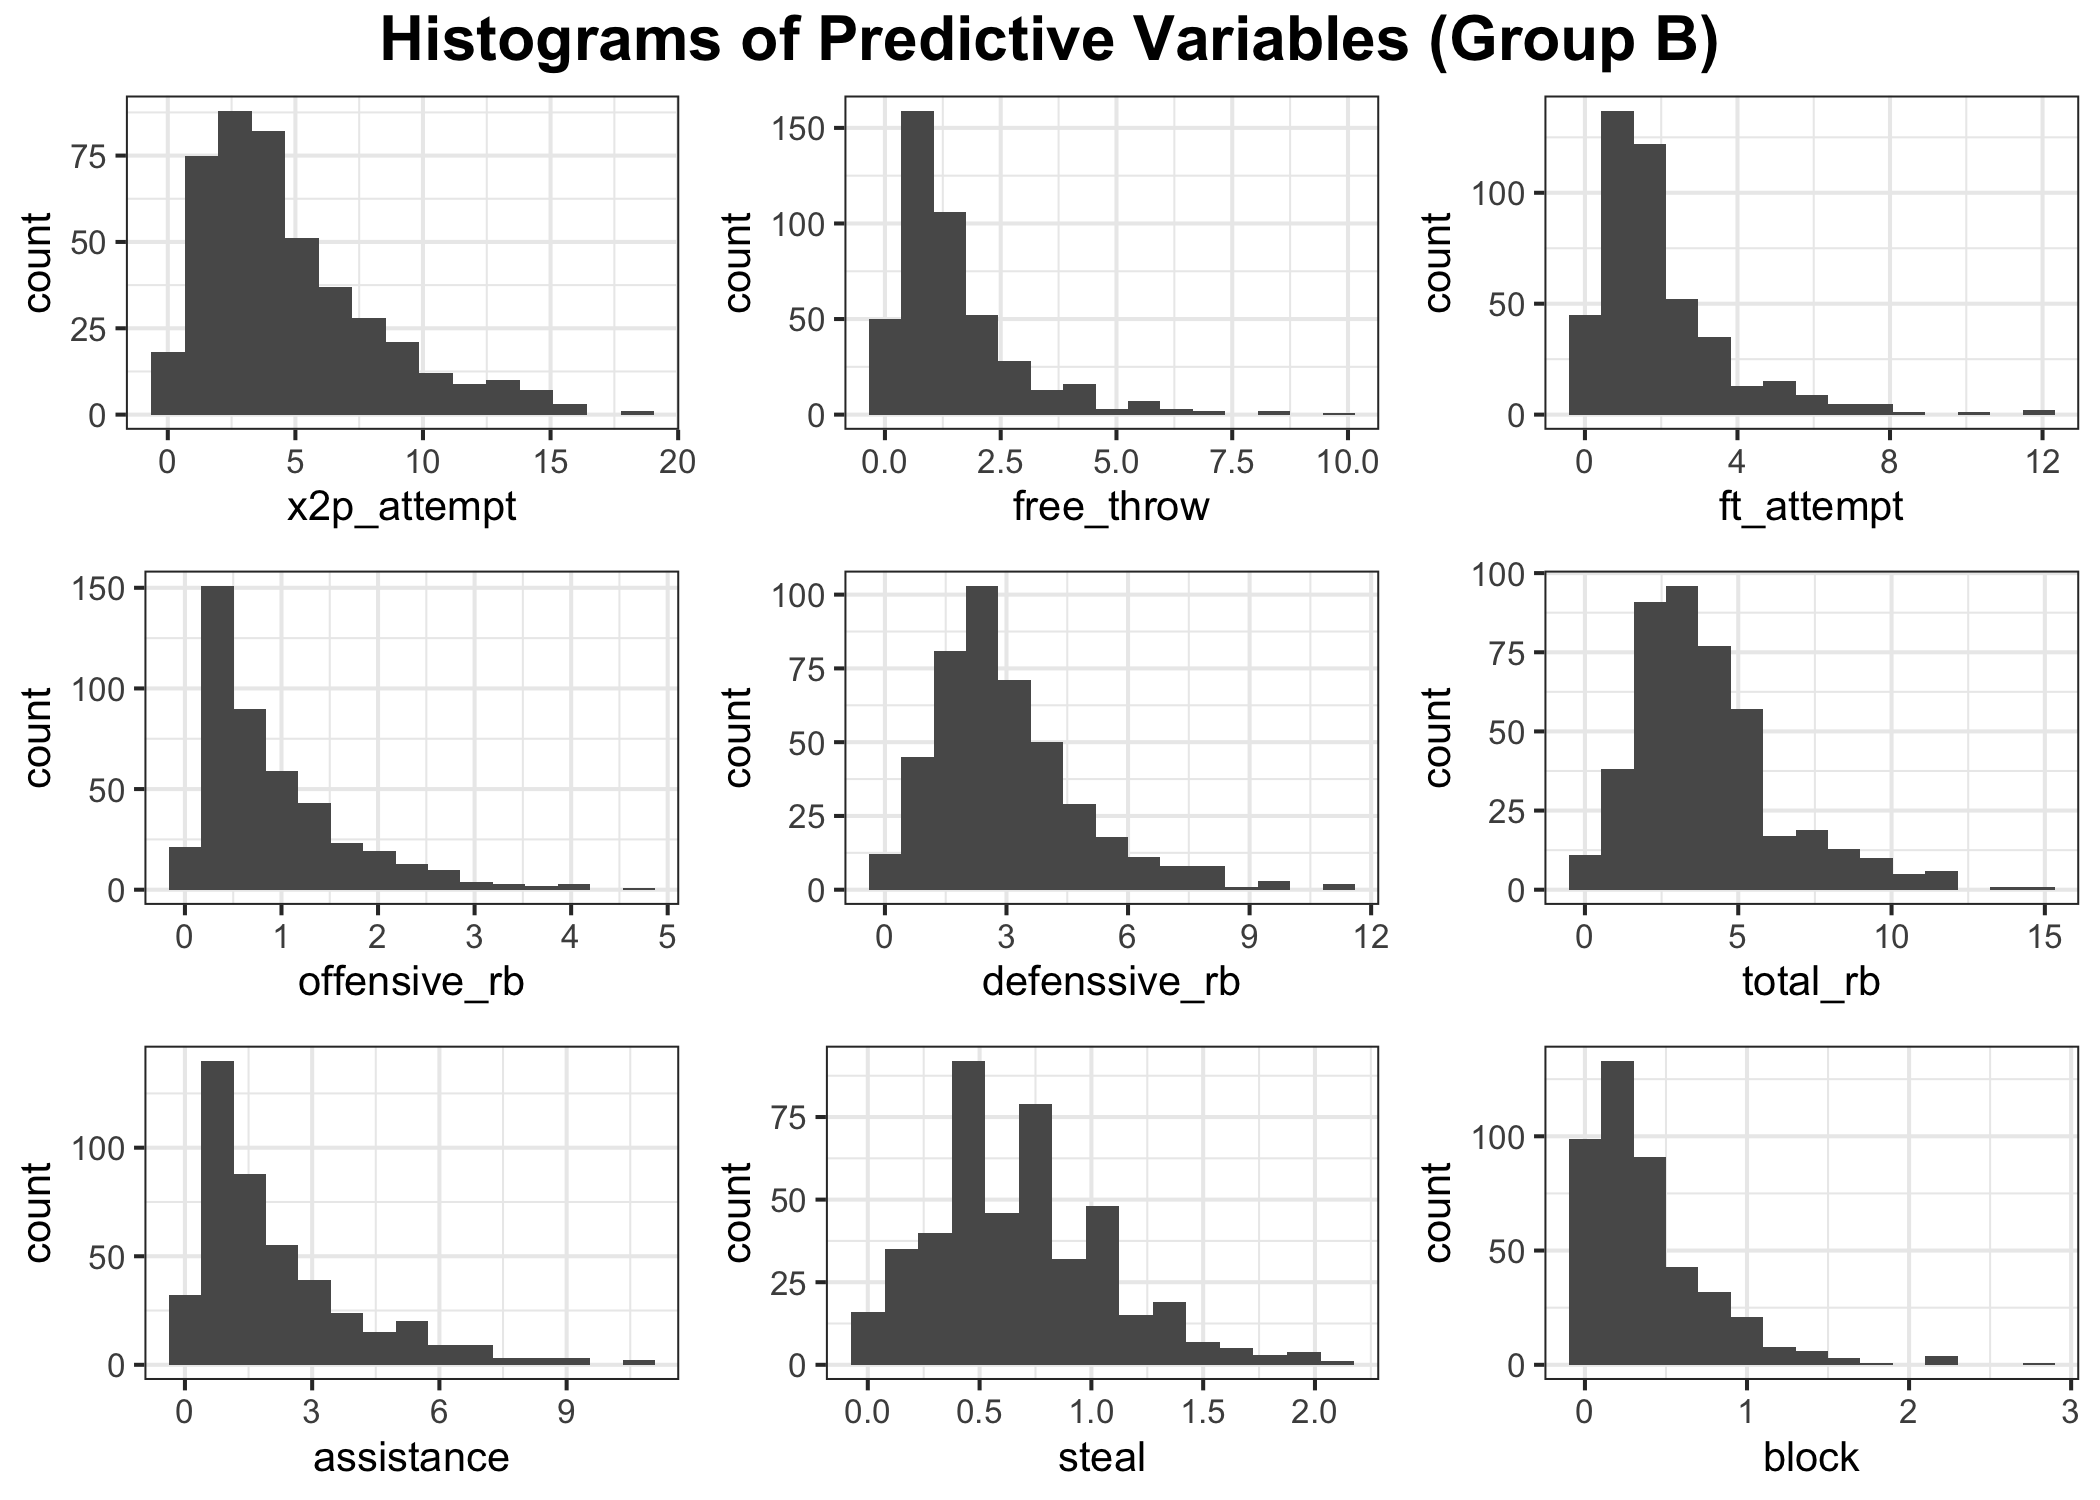 Histograms of Predictive Variables (Group B)
count
75
50
25
0
0 5 10 15 20
x2p_attempt
count
150
100
50
0
0.0 2.5 5.0 7.5 10.0
free_throw
count
100
50
0
0 4 8 12
ft_attempt
count
150
100
50
0
0 1 2 3 4 5
offensive_rb
count
100
75
50
25
0
0 3 6 9 12
defenssive_rb
count
100
75
50
25
0
0 5 10 15
total_rb
count
100
50
0
0 3 6 9
assistance
count
75
50
25
0
0.0 0.5 1.0 1.5 2.0
steal
count
100
50
0
0 1 2 3
block